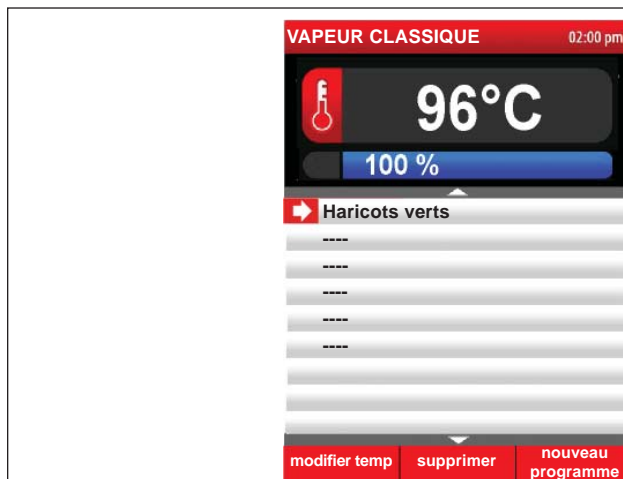 VAPEUR CLASSIQUE 02:00 pm
96°C
100 %
Haricots verts
----
----
----
----
----
modifier temp supprimer nouveau programme